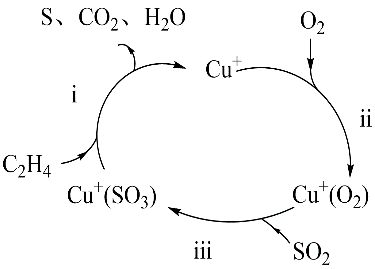 S、CO₂、H₂O
O₂
Cu⁺
i
ii
C₂H₄
Cu⁺(SO₃)
Cu⁺(O₂)
iii
SO₂